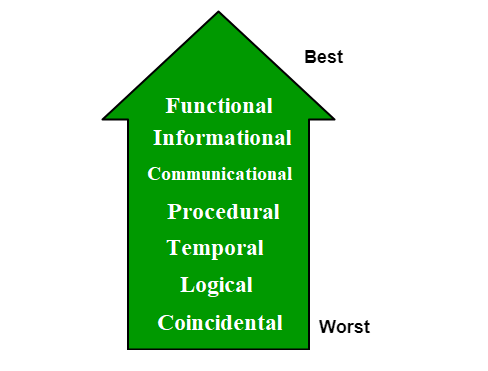 Best
Functional
Informational
Communicational
Procedural
Temporal
Logical
Coincidental
Worst